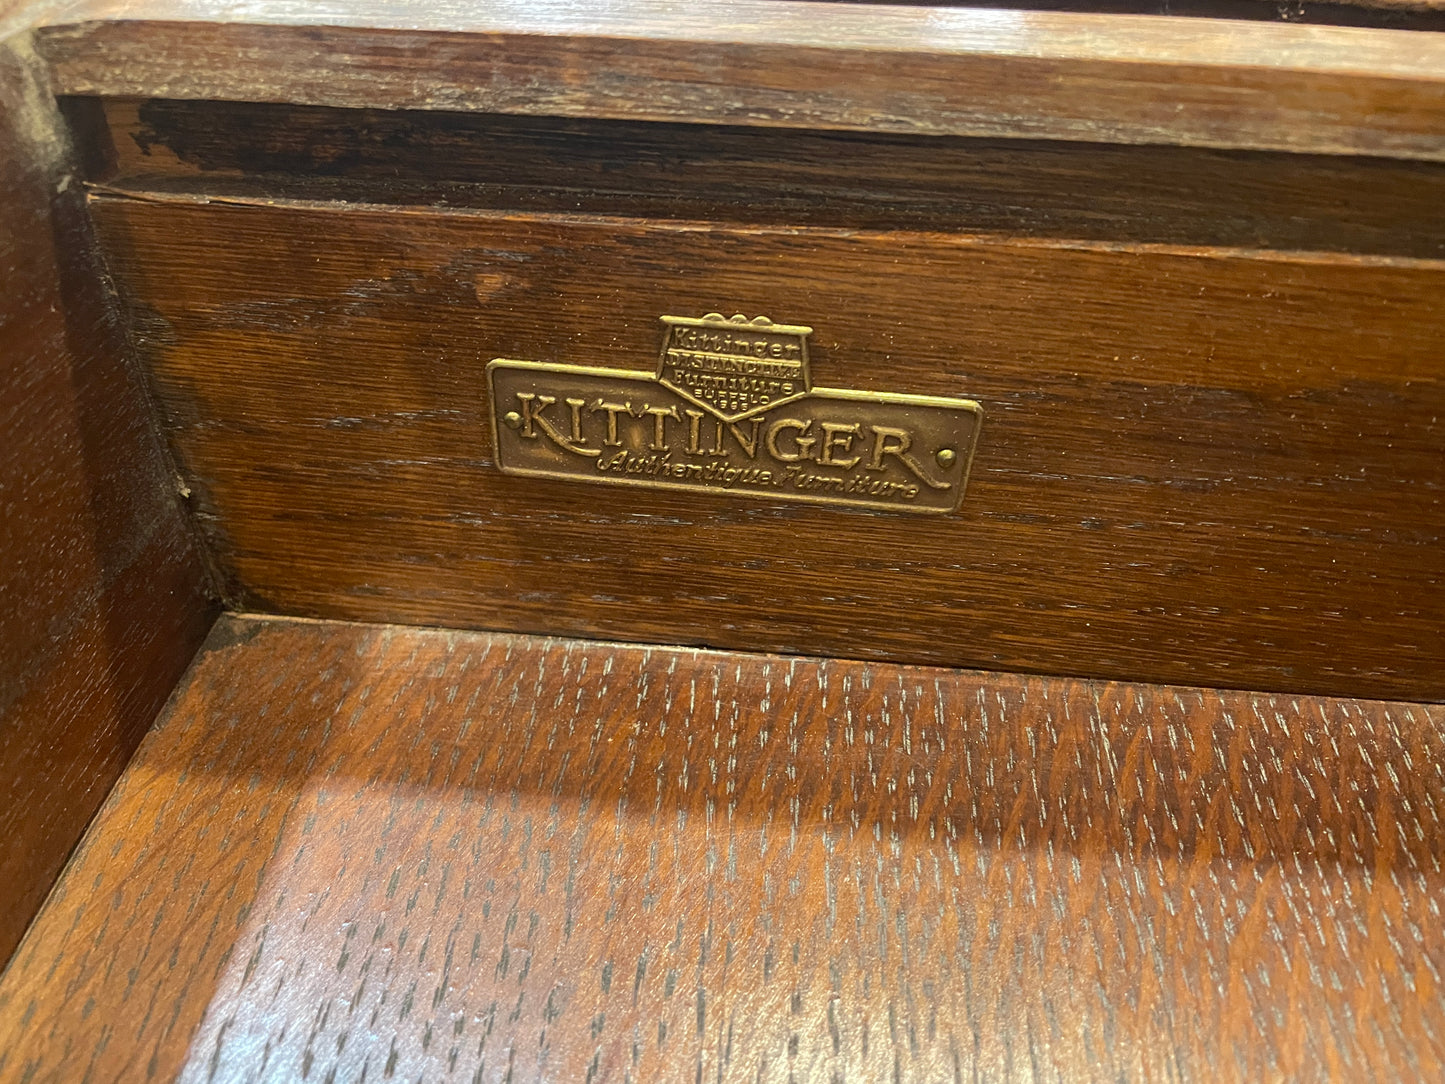 Kittinger
DISTINCTIVE
Furniture
BUFFALO
KITTINGER
Authentique Furniture